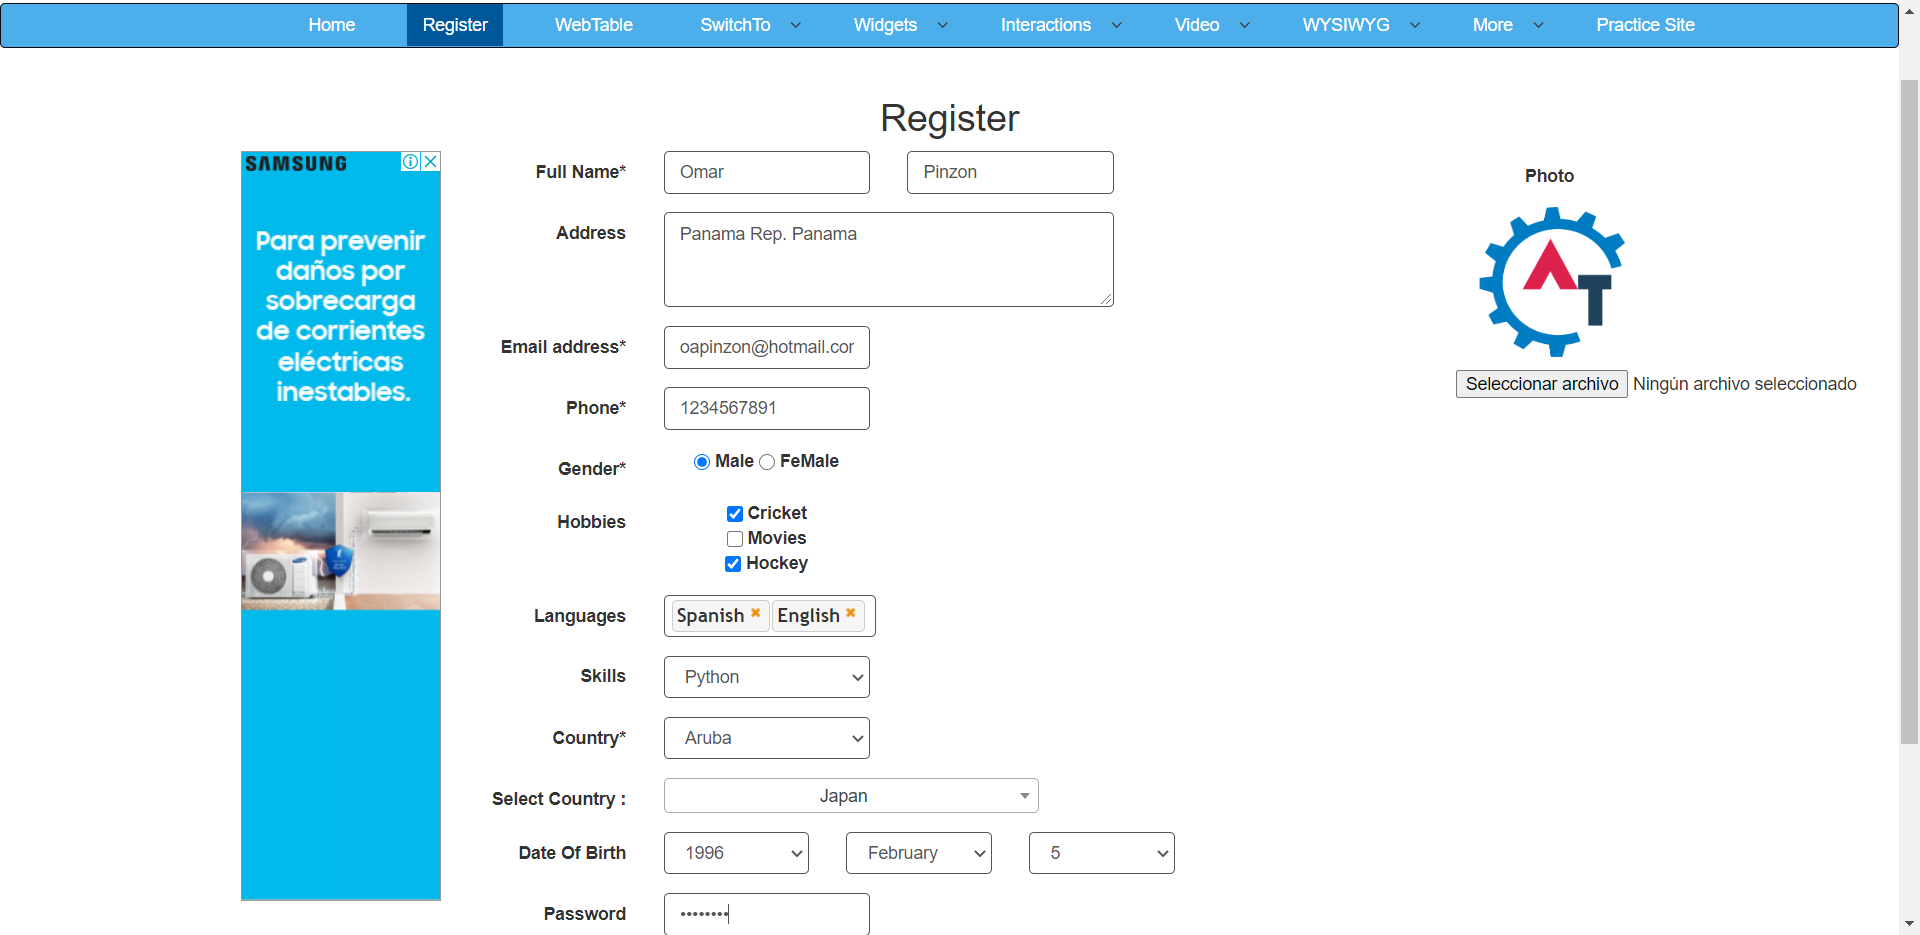 Home Register WebTable SwitchTo Widgets Interactions Video WYSIWYG More Practice Site
Register
SAMSUNG
Para prevenir
daños por
sobrecarga
de corrientes
eléctricas
inestables.
Full Name* Omar Pinzon
Address Panama Rep. Panama
Email address* oapinzon@hotmail.cor
Phone* 1234567891
Gender* Male FeMale
Hobbies Cricket
Movies
Hockey
Languages Spanish English
Skills Python
Country* Aruba
Select Country : Japan
Date Of Birth 1996 February 5
Password ••••••••
Photo
AT
Seleccionar archivo Ningún archivo seleccionado